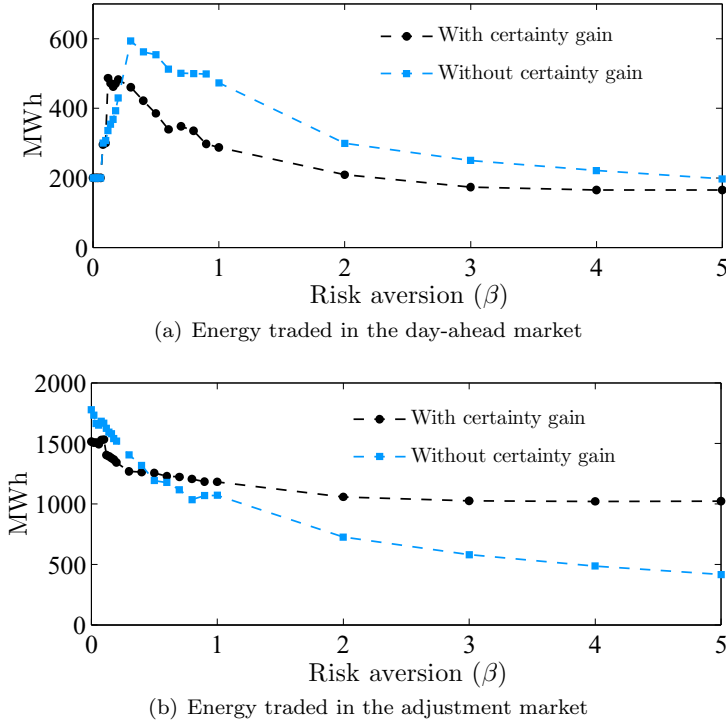 600
400
200
0
MWh
With certainty gain
Without certainty gain
0 1 2 3 4 5
Risk aversion (β)
(a) Energy traded in the day-ahead market
2000
1500
1000
500
0
MWh
With certainty gain
Without certainty gain
0 1 2 3 4 5
Risk aversion (β)
(b) Energy traded in the adjustment market